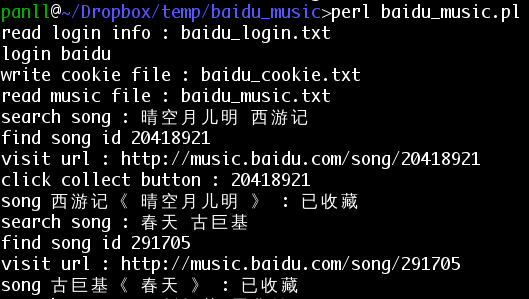 panll@~/Dropbox/temp/baidu_music>perl baidu_music.pl
read login info : baidu_login.txt
login baidu
write cookie file : baidu_cookie.txt
read music file : baidu_music.txt
search song : 晴空月儿明 西游记
find song id 20418921
visit url : http://music.baidu.com/song/20418921
click collect button : 20418921
song 西游记《 晴空月儿明 》 : 已收藏
search song : 春天 古巨基
find song id 291705
visit url : http://music.baidu.com/song/291705
song 古巨基《 春天 》 : 已收藏